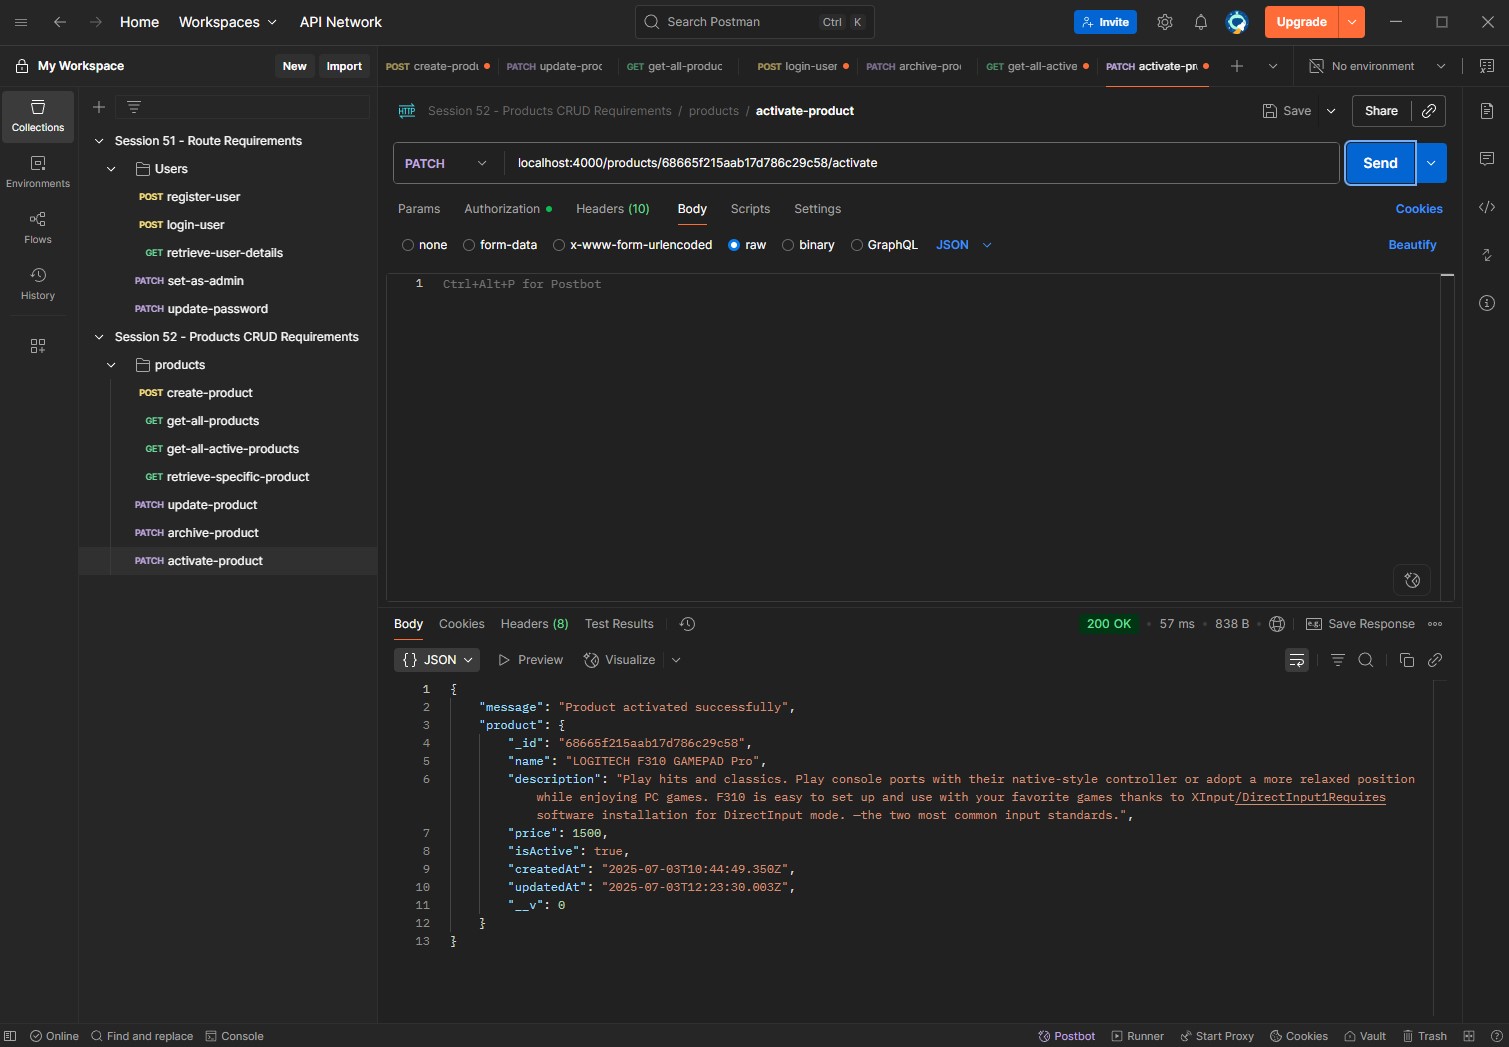 Home Workspaces API Network Search Postman Ctrl K Invite Upgrade
My Workspace New Import POST create-produ PATCH update-proc GET get-all-produc POST login-user PATCH archive-pro GET get-all-active PATCH activate-pr No environment
Collections
Environments
Flows
History
Session 51 - Route Requirements
Users
POST register-user
POST login-user
GET retrieve-user-details
PATCH set-as-admin
PATCH update-password
Session 52 - Products CRUD Requirements
products
POST create-product
GET get-all-products
GET get-all-active-products
GET retrieve-specific-product
PATCH update-product
PATCH archive-product
PATCH activate-product
HTTP Session 52 - Products CRUD Requirements / products / activate-product Save Share
PATCH localhost:4000/products/68665f215aab17d786c29c58/activate Send
Params Authorization Headers (10) Body Scripts Settings Cookies
none form-data x-www-form-urlencoded raw binary GraphQL JSON Beautify
1 Ctrl+Alt+P for Postbot
Body Cookies Headers (8) Test Results 200 OK • 57 ms • 838 B • e.g. Save Response
{} JSON Preview Visualize
1 {
2 "message": "Product activated successfully",
3 "product": {
4 "_id": "68665f215aab17d786c29c58",
5 "name": "LOGITECH F310 GAMEPAD Pro",
6 "description": "Play hits and classics. Play console ports with their native-style controller or adopt a more relaxed position
while enjoying PC games. F310 is easy to set up and use with your favorite games thanks to XInput/DirectInput1Requires
software installation for DirectInput mode. —the two most common input standards.",
7 "price": 1500,
8 "isActive": true,
9 "createdAt": "2025-07-03T10:44:49.350Z",
10 "updatedAt": "2025-07-03T12:23:30.003Z",
11 "__v": 0
12 }
13 }
Online Find and replace Console Postbot Runner Start Proxy Cookies Vault Trash